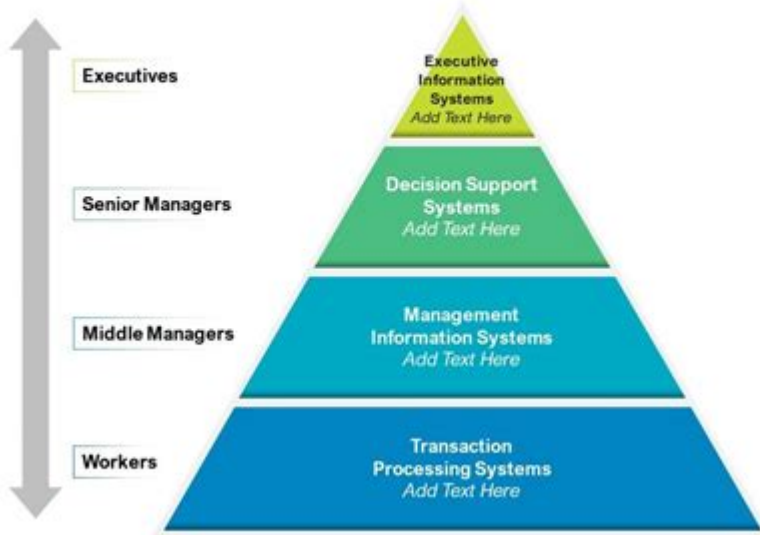 Executives
Executive
Information
Systems
Add Text Here
Senior Managers
Decision Support
Systems
Add Text Here
Middle Managers
Management
Information Systems
Add Text Here
Workers
Transaction
Processing Systems
Add Text Here